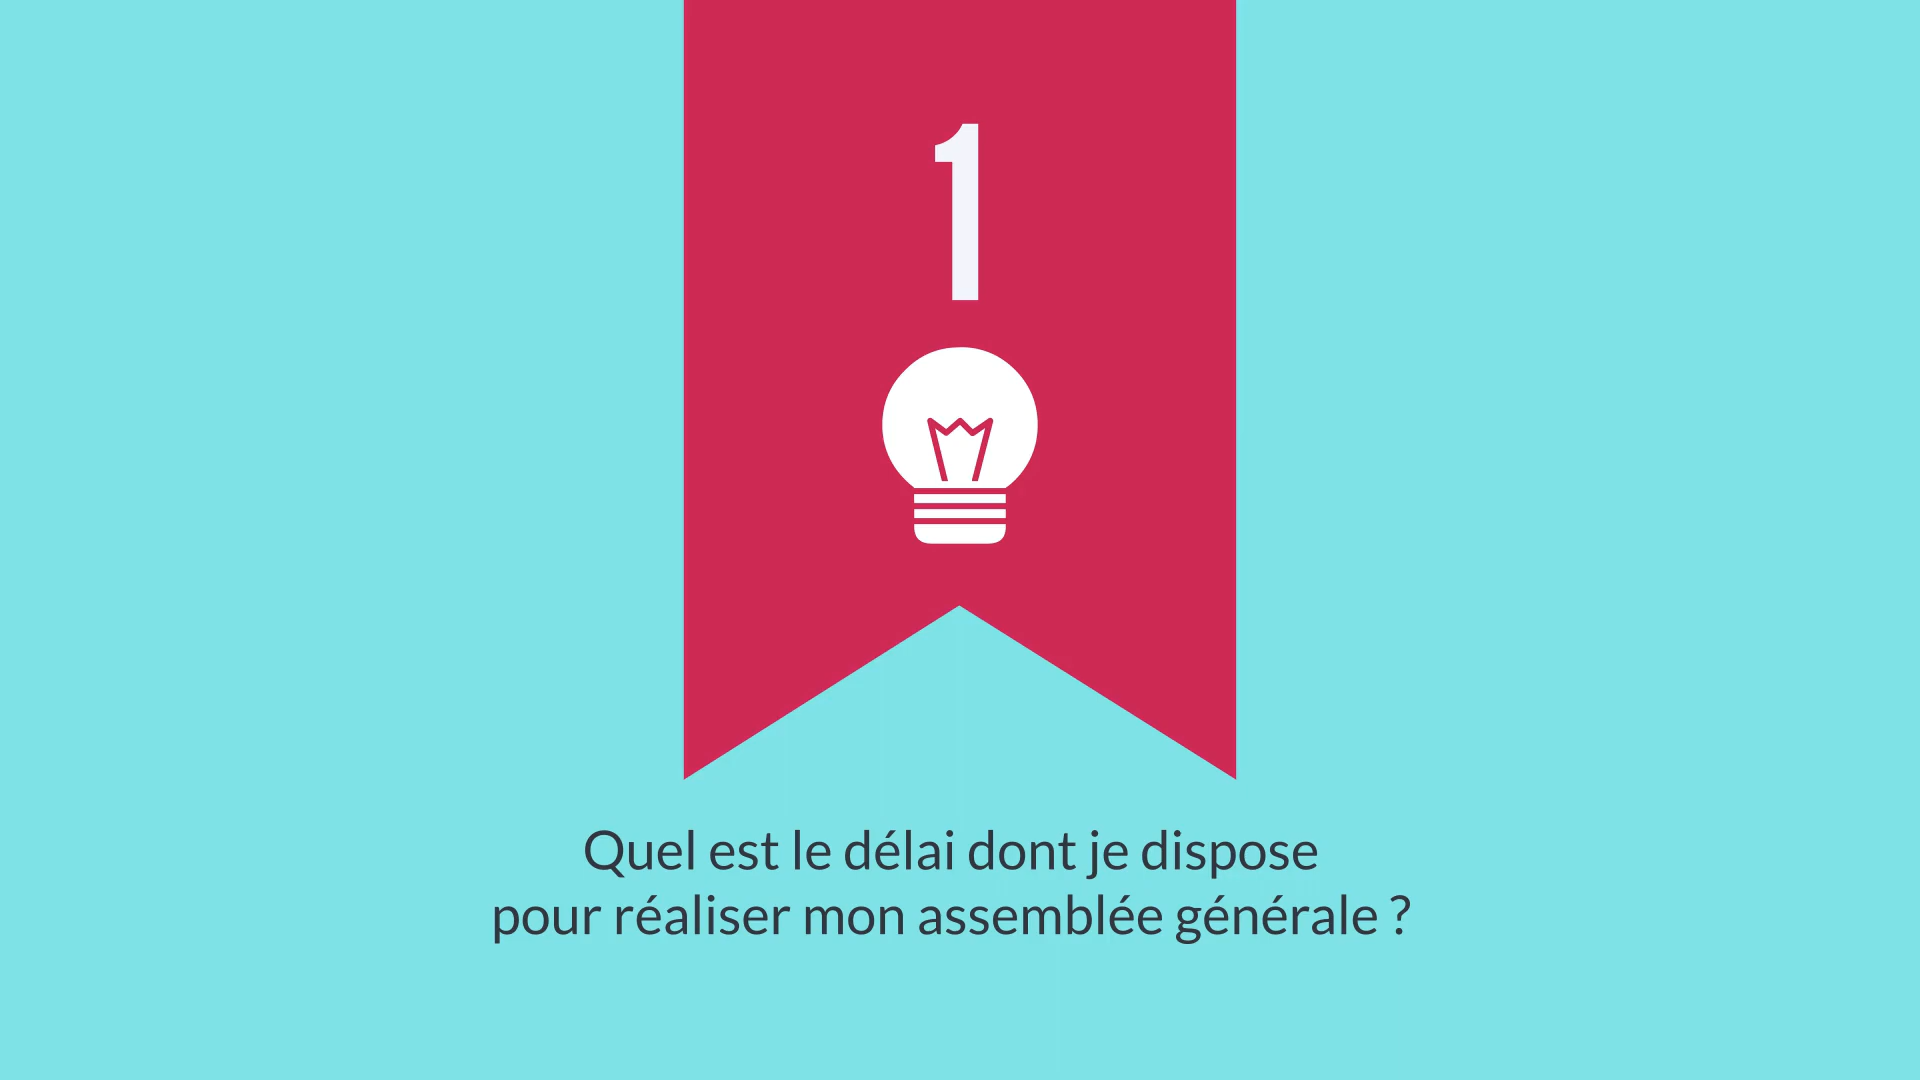 1
Quel est le délai dont je dispose
pour réaliser mon assemblée générale ?